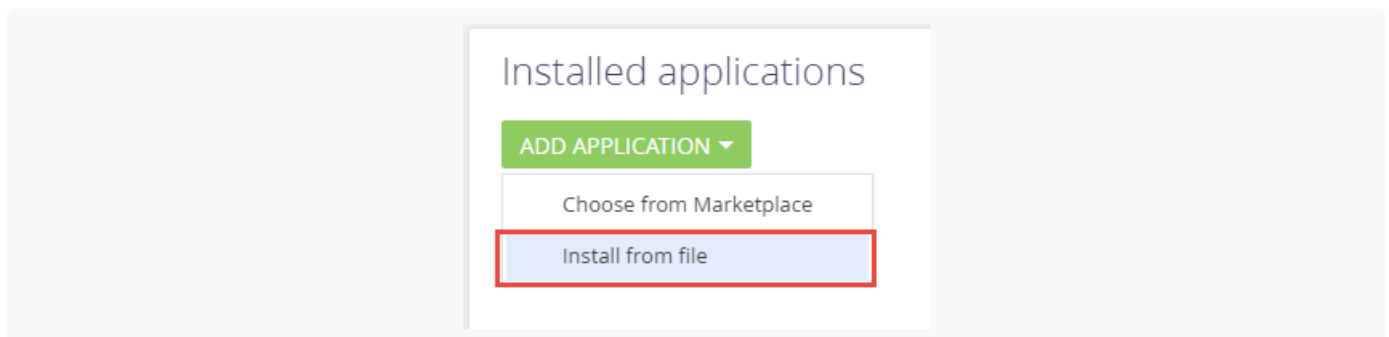 Installed applications
ADD APPLICATION
Choose from Marketplace
Install from file